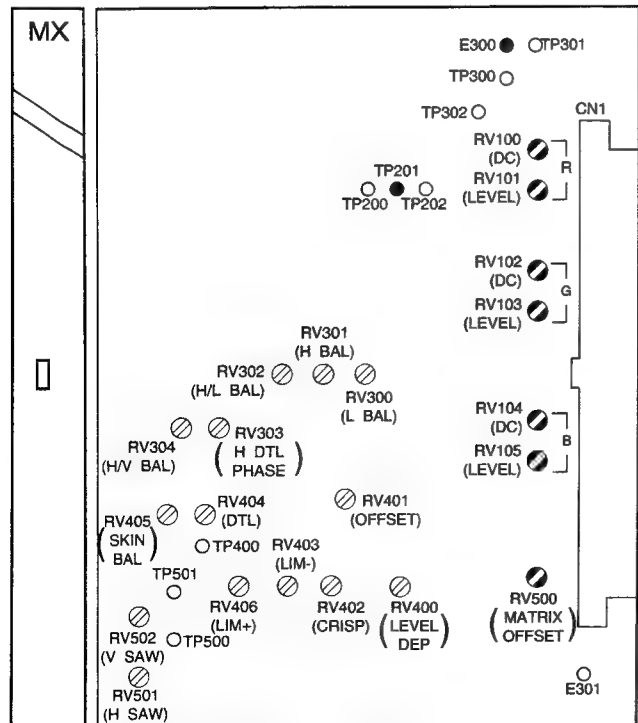 MX
E300
TP301
TP300
TP302
CN1
RV100
(DC)
R
RV101
(LEVEL)
TP201
TP200
TP202
RV102
(DC)
G
RV103
(LEVEL)
RV301
(H BAL)
RV302
(H/L BAL)
RV300
(L BAL)
RV104
(DC)
B
RV105
(LEVEL)
RV304
(H/V BAL)
RV303
(H DTL
PHASE)
RV404
(DTL)
RV401
(OFFSET)
RV405
(SKIN
BAL)
TP400
RV403
(LIM-)
TP501
RV406
(LIM+)
RV402
(CRISP)
RV400
(LEVEL
DEP)
RV500
(MATRIX
OFFSET)
RV502
(V SAW)
TP500
RV501
(H SAW)
E301